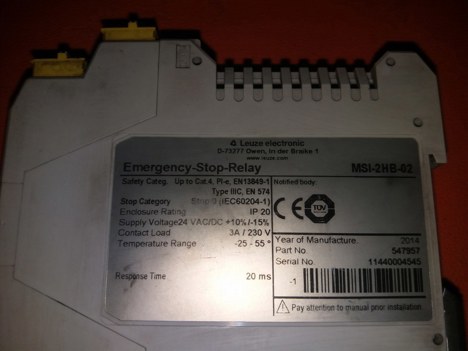 Leuze electronic
D-73277 Owen, In der Braike 1
www.leuze.com
Emergency-Stop-Relay MSI-2HB-02
Safety Categ. Up to Cat.4, Pl-e, EN13849-1
Type IIIC, EN 574
Stop Category Stop 0 (IEC60204-1)
Enclosure Rating IP 20
Supply Voltage24 VAC/DC +10%/-15%
Contact Load 3A / 230 V
Temperature Range -25 - 55 °
Response Time 20 ms
Notified body:
CE TÜV
Year of Manufacture 2014
Part No. 547957
Serial No. 11440004545
-1
Pay attention to manual prior installation